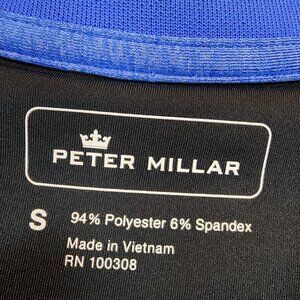 PETER MILLAR
S 94% Polyester 6% Spandex
Made in Vietnam
RN 100308